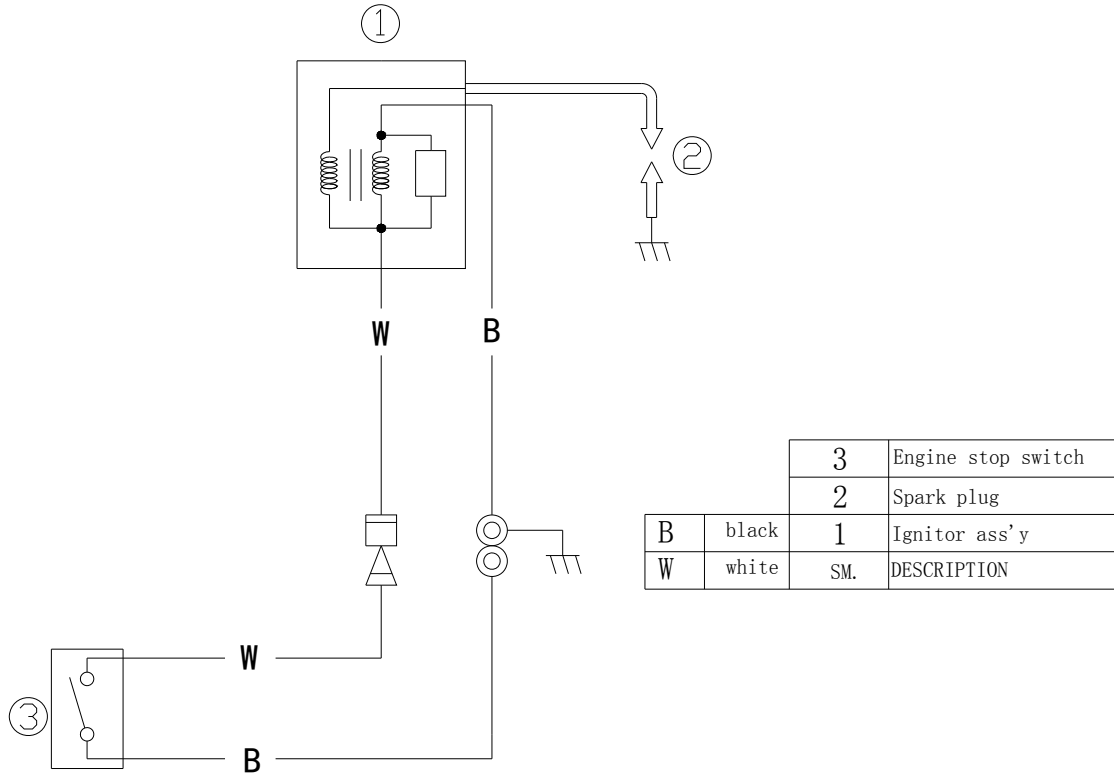 1
2
W
B
3 Engine stop switch
2 Spark plug
B black 1 Ignitor ass'y
W white SM. DESCRIPTION
W
3
B